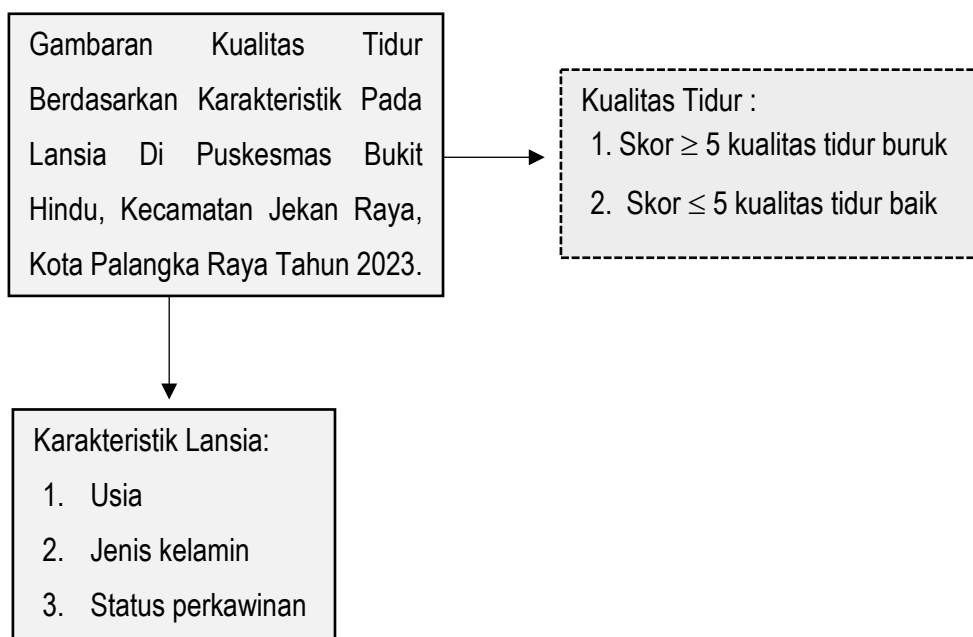 Gambaran Kualitas Tidur
Berdasarkan Karakteristik Pada
Lansia Di Puskesmas Bukit
Hindu, Kecamatan Jekan Raya,
Kota Palangka Raya Tahun 2023.
Kualitas Tidur :
1. Skor ≥ 5 kualitas tidur buruk
2. Skor ≤ 5 kualitas tidur baik
Karakteristik Lansia:
1. Usia
2. Jenis kelamin
3. Status perkawinan